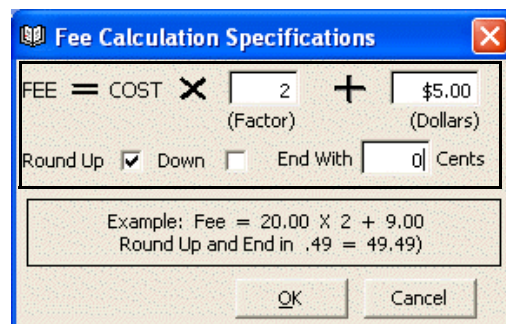 Fee Calculation Specifications
FEE = COST X 2 + $5.00
(Factor) (Dollars)
Round Up Down End With 0 Cents
Example: Fee = 20.00 X 2 + 9.00
Round Up and End in .49 = 49.49)
OK Cancel